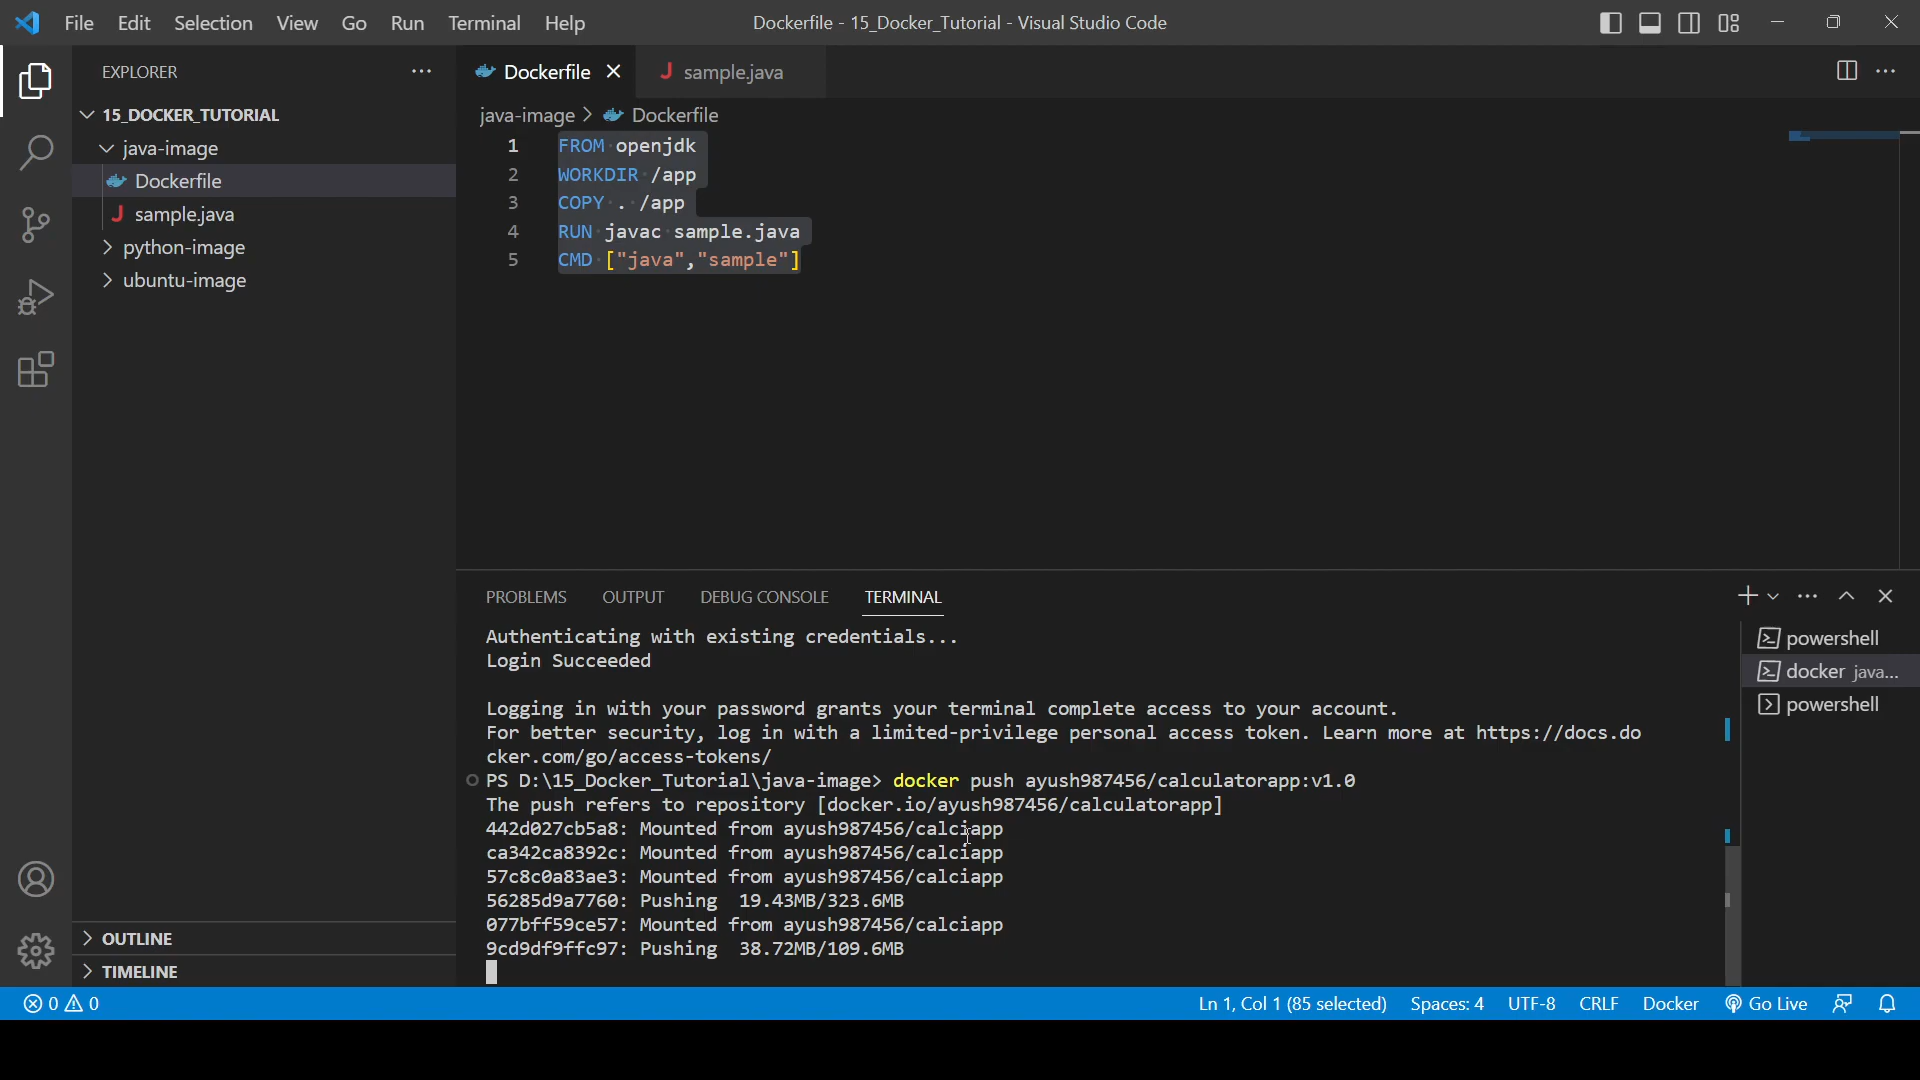 File Edit Selection View Go Run Terminal Help
Dockerfile - 15_Docker_Tutorial - Visual Studio Code
EXPLORER
15_DOCKER_TUTORIAL
java-image
Dockerfile
J sample.java
python-image
ubuntu-image
OUTLINE
TIMELINE
Dockerfile
J sample.java
java-image > Dockerfile
1 FROM openjdk
2 WORKDIR /app
3 COPY . /app
4 RUN javac sample.java
5 CMD ["java","sample"]
PROBLEMS OUTPUT DEBUG CONSOLE TERMINAL
Authenticating with existing credentials...
Login Succeeded
Logging in with your password grants your terminal complete access to your account.
For better security, log in with a limited-privilege personal access token. Learn more at https://docs.do
cker.com/go/access-tokens/
PS D:\15_Docker_Tutorial\java-image> docker push ayush987456/calculatorapp:v1.0
The push refers to repository [docker.io/ayush987456/calculatorapp]
442d027cb5a8: Mounted from ayush987456/calciapp
ca342ca8392c: Mounted from ayush987456/calciapp
57c8c0a83ae3: Mounted from ayush987456/calciapp
56285d9a7760: Pushing 19.43MB/323.6MB
077bff59ce57: Mounted from ayush987456/calciapp
9cd9df9ffc97: Pushing 38.72MB/109.6MB
powershell
docker java...
powershell
0 0
Ln 1, Col 1 (85 selected) Spaces: 4 UTF-8 CRLF Docker Go Live